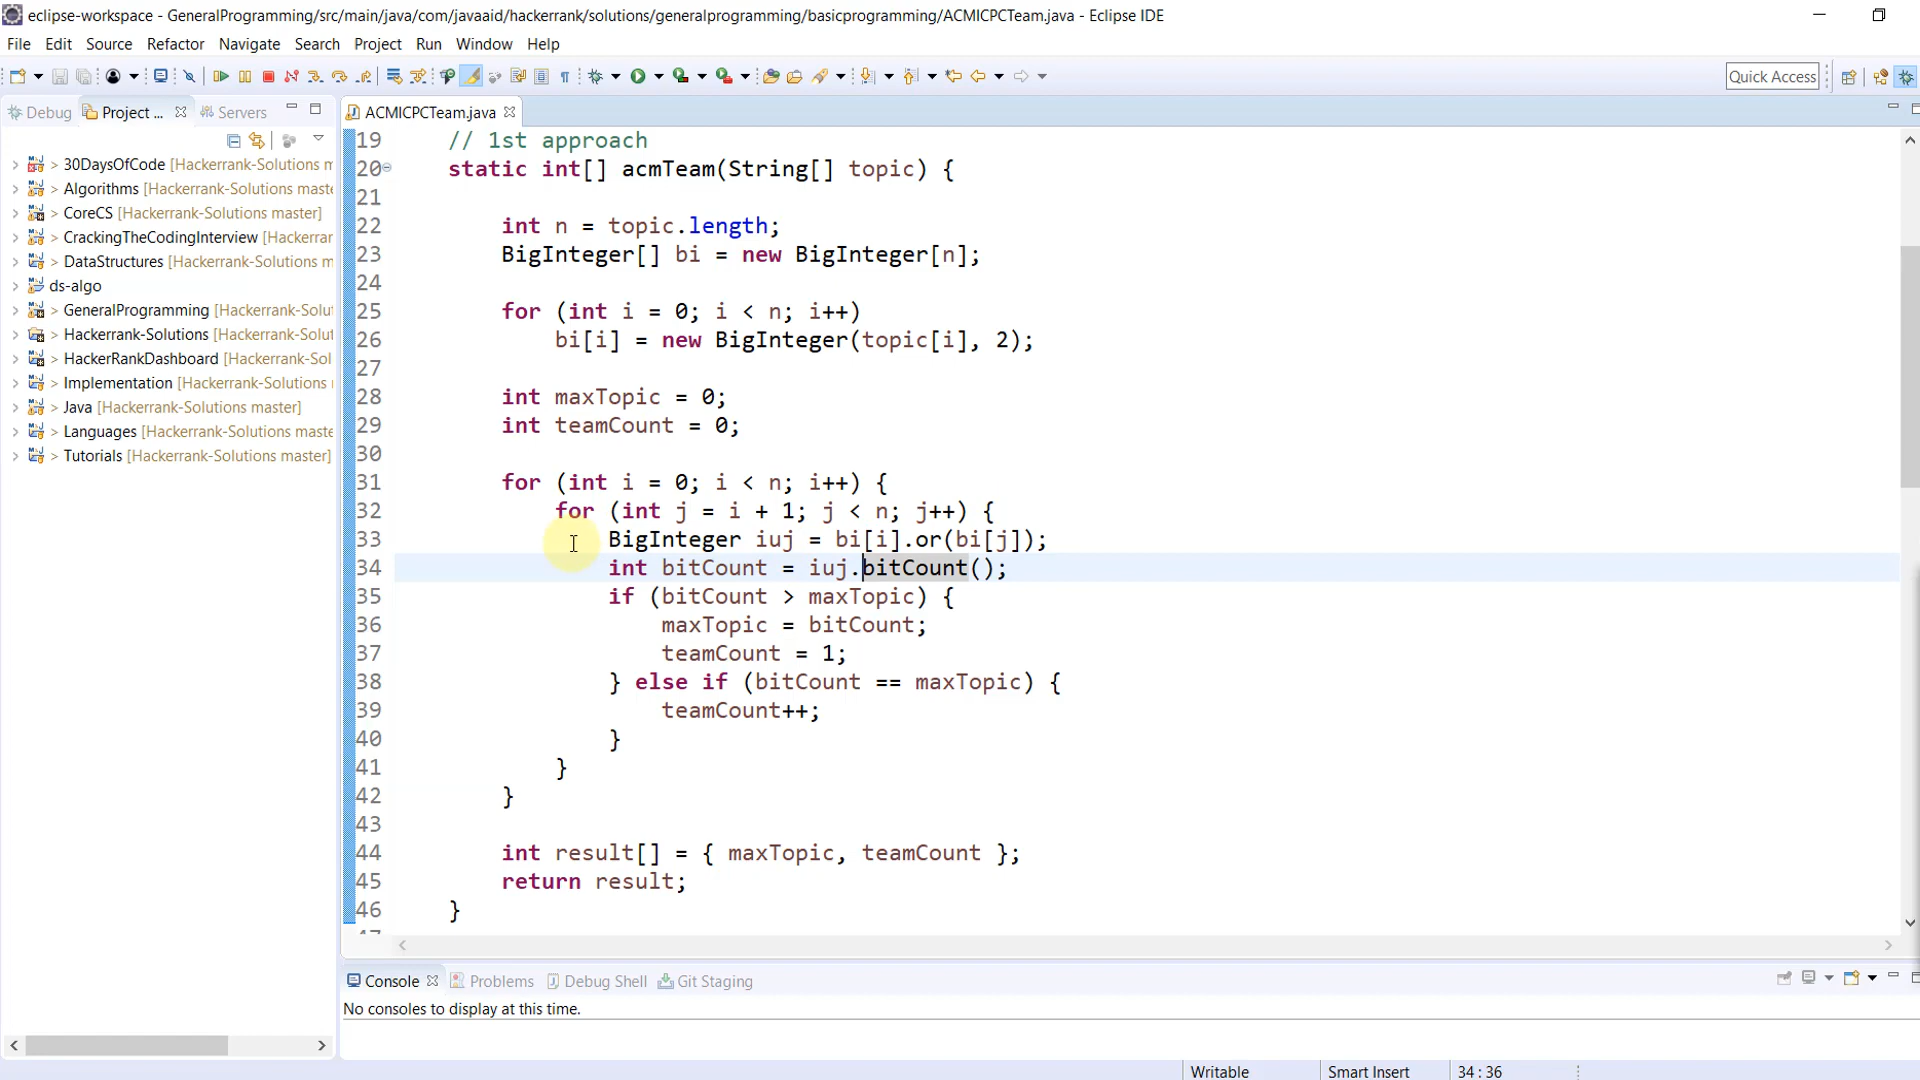 eclipse-workspace - GeneralProgramming/src/main/java/com/javaaid/hackerrank/solutions/generalprogramming/basicprogramming/ACMICPCTeam.java - Eclipse IDE
File Edit Source Refactor Navigate Search Project Run Window Help
Quick Access
Debug Project ... Servers
ACMICPCTeam.java
> 30DaysOfCode [Hackerrank-Solutions m
> Algorithms [Hackerrank-Solutions maste
> CoreCS [Hackerrank-Solutions master]
> CrackingTheCodingInterview [Hackerrar
> DataStructures [Hackerrank-Solutions m
ds-algo
> GeneralProgramming [Hackerrank-Solut
> Hackerrank-Solutions [Hackerrank-Solut
> HackerRankDashboard [Hackerrank-Sol
> Implementation [Hackerrank-Solutions
> Java [Hackerrank-Solutions master]
> Languages [Hackerrank-Solutions maste
> Tutorials [Hackerrank-Solutions master]
19 // 1st approach
20 static int[] acmTeam(String[] topic) {
21
22 int n = topic.length;
23 BigInteger[] bi = new BigInteger[n];
24
25 for (int i = 0; i < n; i++)
26 bi[i] = new BigInteger(topic[i], 2);
27
28 int maxTopic = 0;
29 int teamCount = 0;
30
31 for (int i = 0; i < n; i++) {
32 for (int j = i + 1; j < n; j++) {
33 BigInteger iuj = bi[i].or(bi[j]);
34 int bitCount = iuj.bitCount();
35 if (bitCount > maxTopic) {
36 maxTopic = bitCount;
37 teamCount = 1;
38 } else if (bitCount == maxTopic) {
39 teamCount++;
40 }
41 }
42 }
43
44 int result[] = { maxTopic, teamCount };
45 return result;
46 }
Console Problems Debug Shell Git Staging
No consoles to display at this time.
Writable Smart Insert 34 : 36